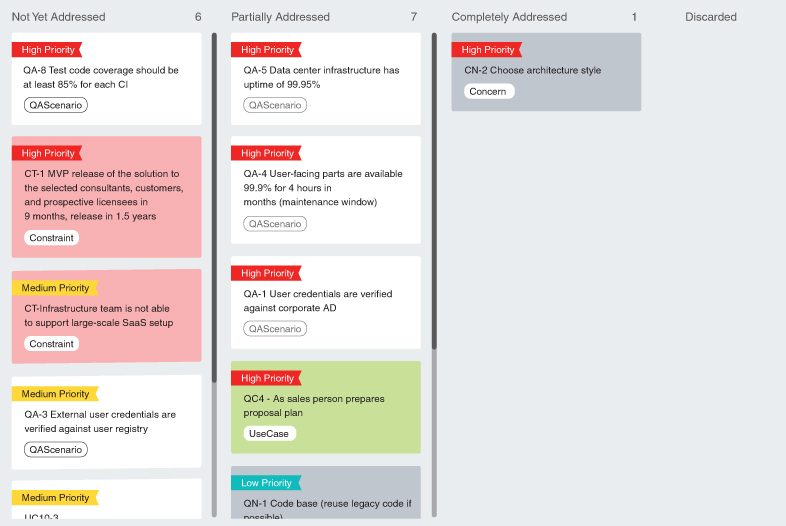 Not Yet Addressed 6
High Priority
QA-8 Test code coverage should be
at least 85% for each CI
QAScenario
High Priority
CT-1 MVP release of the solution to
the selected consultants, customers,
and prospective licensees in
9 months, release in 1.5 years
Constraint
Medium Priority
CT-Infrastructure team is not able
to support large-scale SaaS setup
Constraint
Medium Priority
QA-3 External user credentials are
verified against user registry
QAScenario
Medium Priority
UC10-3
Partially Addressed 7
High Priority
QA-5 Data center infrastructure has
uptime of 99.95%
QAScenario
High Priority
QA-4 User-facing parts are available
99.9% for 4 hours in
months (maintenance window)
QAScenario
High Priority
QA-1 User credentials are verified
against corporate AD
QAScenario
High Priority
QC4 - As sales person prepares
proposal plan
UseCase
Low Priority
QN-1 Code base (reuse legacy code if
possible)
Completely Addressed 1
High Priority
CN-2 Choose architecture style
Concern
Discarded